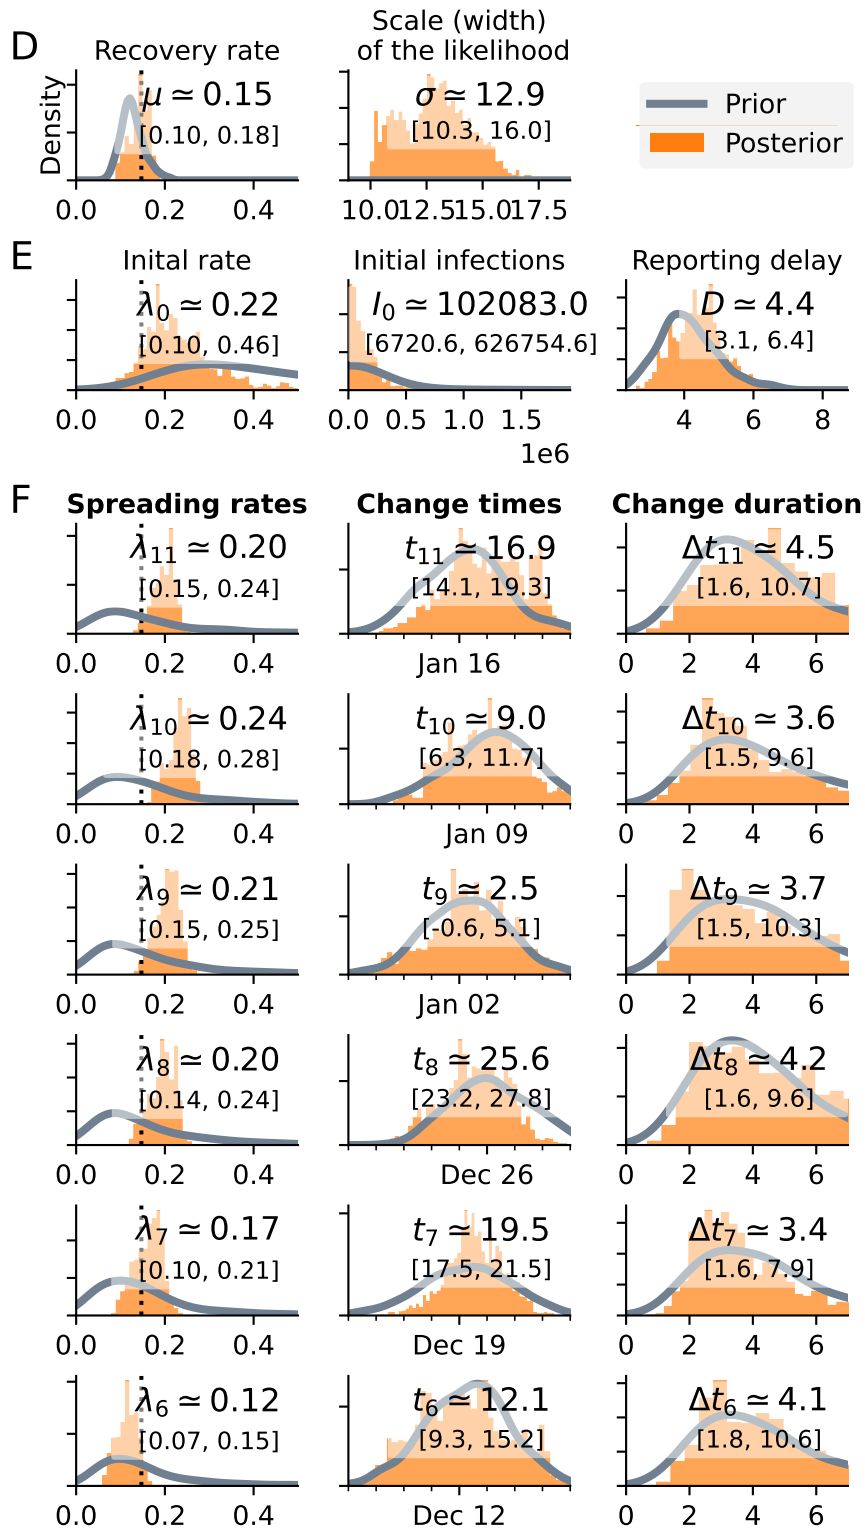 D
Recovery rate
Scale (width)
of the likelihood
Density
μ ≃ 0.15
[0.10, 0.18]
σ ≃ 12.9
[10.3, 16.0]
Prior
Posterior
0.0 0.2 0.4
10.0 12.5 15.0 17.5
E
Inital rate
Initial infections
Reporting delay
λ0 ≃ 0.22
[0.10, 0.46]
I0 ≃ 102083.0
[6720.6, 626754.6]
D ≃ 4.4
[3.1, 6.4]
0.0 0.2 0.4
0.0 0.5 1.0 1.5
1e6
4 6 8
F
Spreading rates
Change times
Change duration
λ11 ≃ 0.20
[0.15, 0.24]
t11 ≃ 16.9
[14.1, 19.3]
Δt11 ≃ 4.5
[1.6, 10.7]
0.0 0.2 0.4
Jan 16
0 2 4 6
λ10 ≃ 0.24
[0.18, 0.28]
t10 ≃ 9.0
[6.3, 11.7]
Δt10 ≃ 3.6
[1.5, 9.6]
0.0 0.2 0.4
Jan 09
0 2 4 6
λ9 ≃ 0.21
[0.15, 0.25]
t9 ≃ 2.5
[-0.6, 5.1]
Δt9 ≃ 3.7
[1.5, 10.3]
0.0 0.2 0.4
Jan 02
0 2 4 6
λ8 ≃ 0.20
[0.14, 0.24]
t8 ≃ 25.6
[23.2, 27.8]
Δt8 ≃ 4.2
[1.6, 9.6]
0.0 0.2 0.4
Dec 26
0 2 4 6
λ7 ≃ 0.17
[0.10, 0.21]
t7 ≃ 19.5
[17.5, 21.5]
Δt7 ≃ 3.4
[1.6, 7.9]
0.0 0.2 0.4
Dec 19
0 2 4 6
λ6 ≃ 0.12
[0.07, 0.15]
t6 ≃ 12.1
[9.3, 15.2]
Δt6 ≃ 4.1
[1.8, 10.6]
0.0 0.2 0.4
Dec 12
0 2 4 6